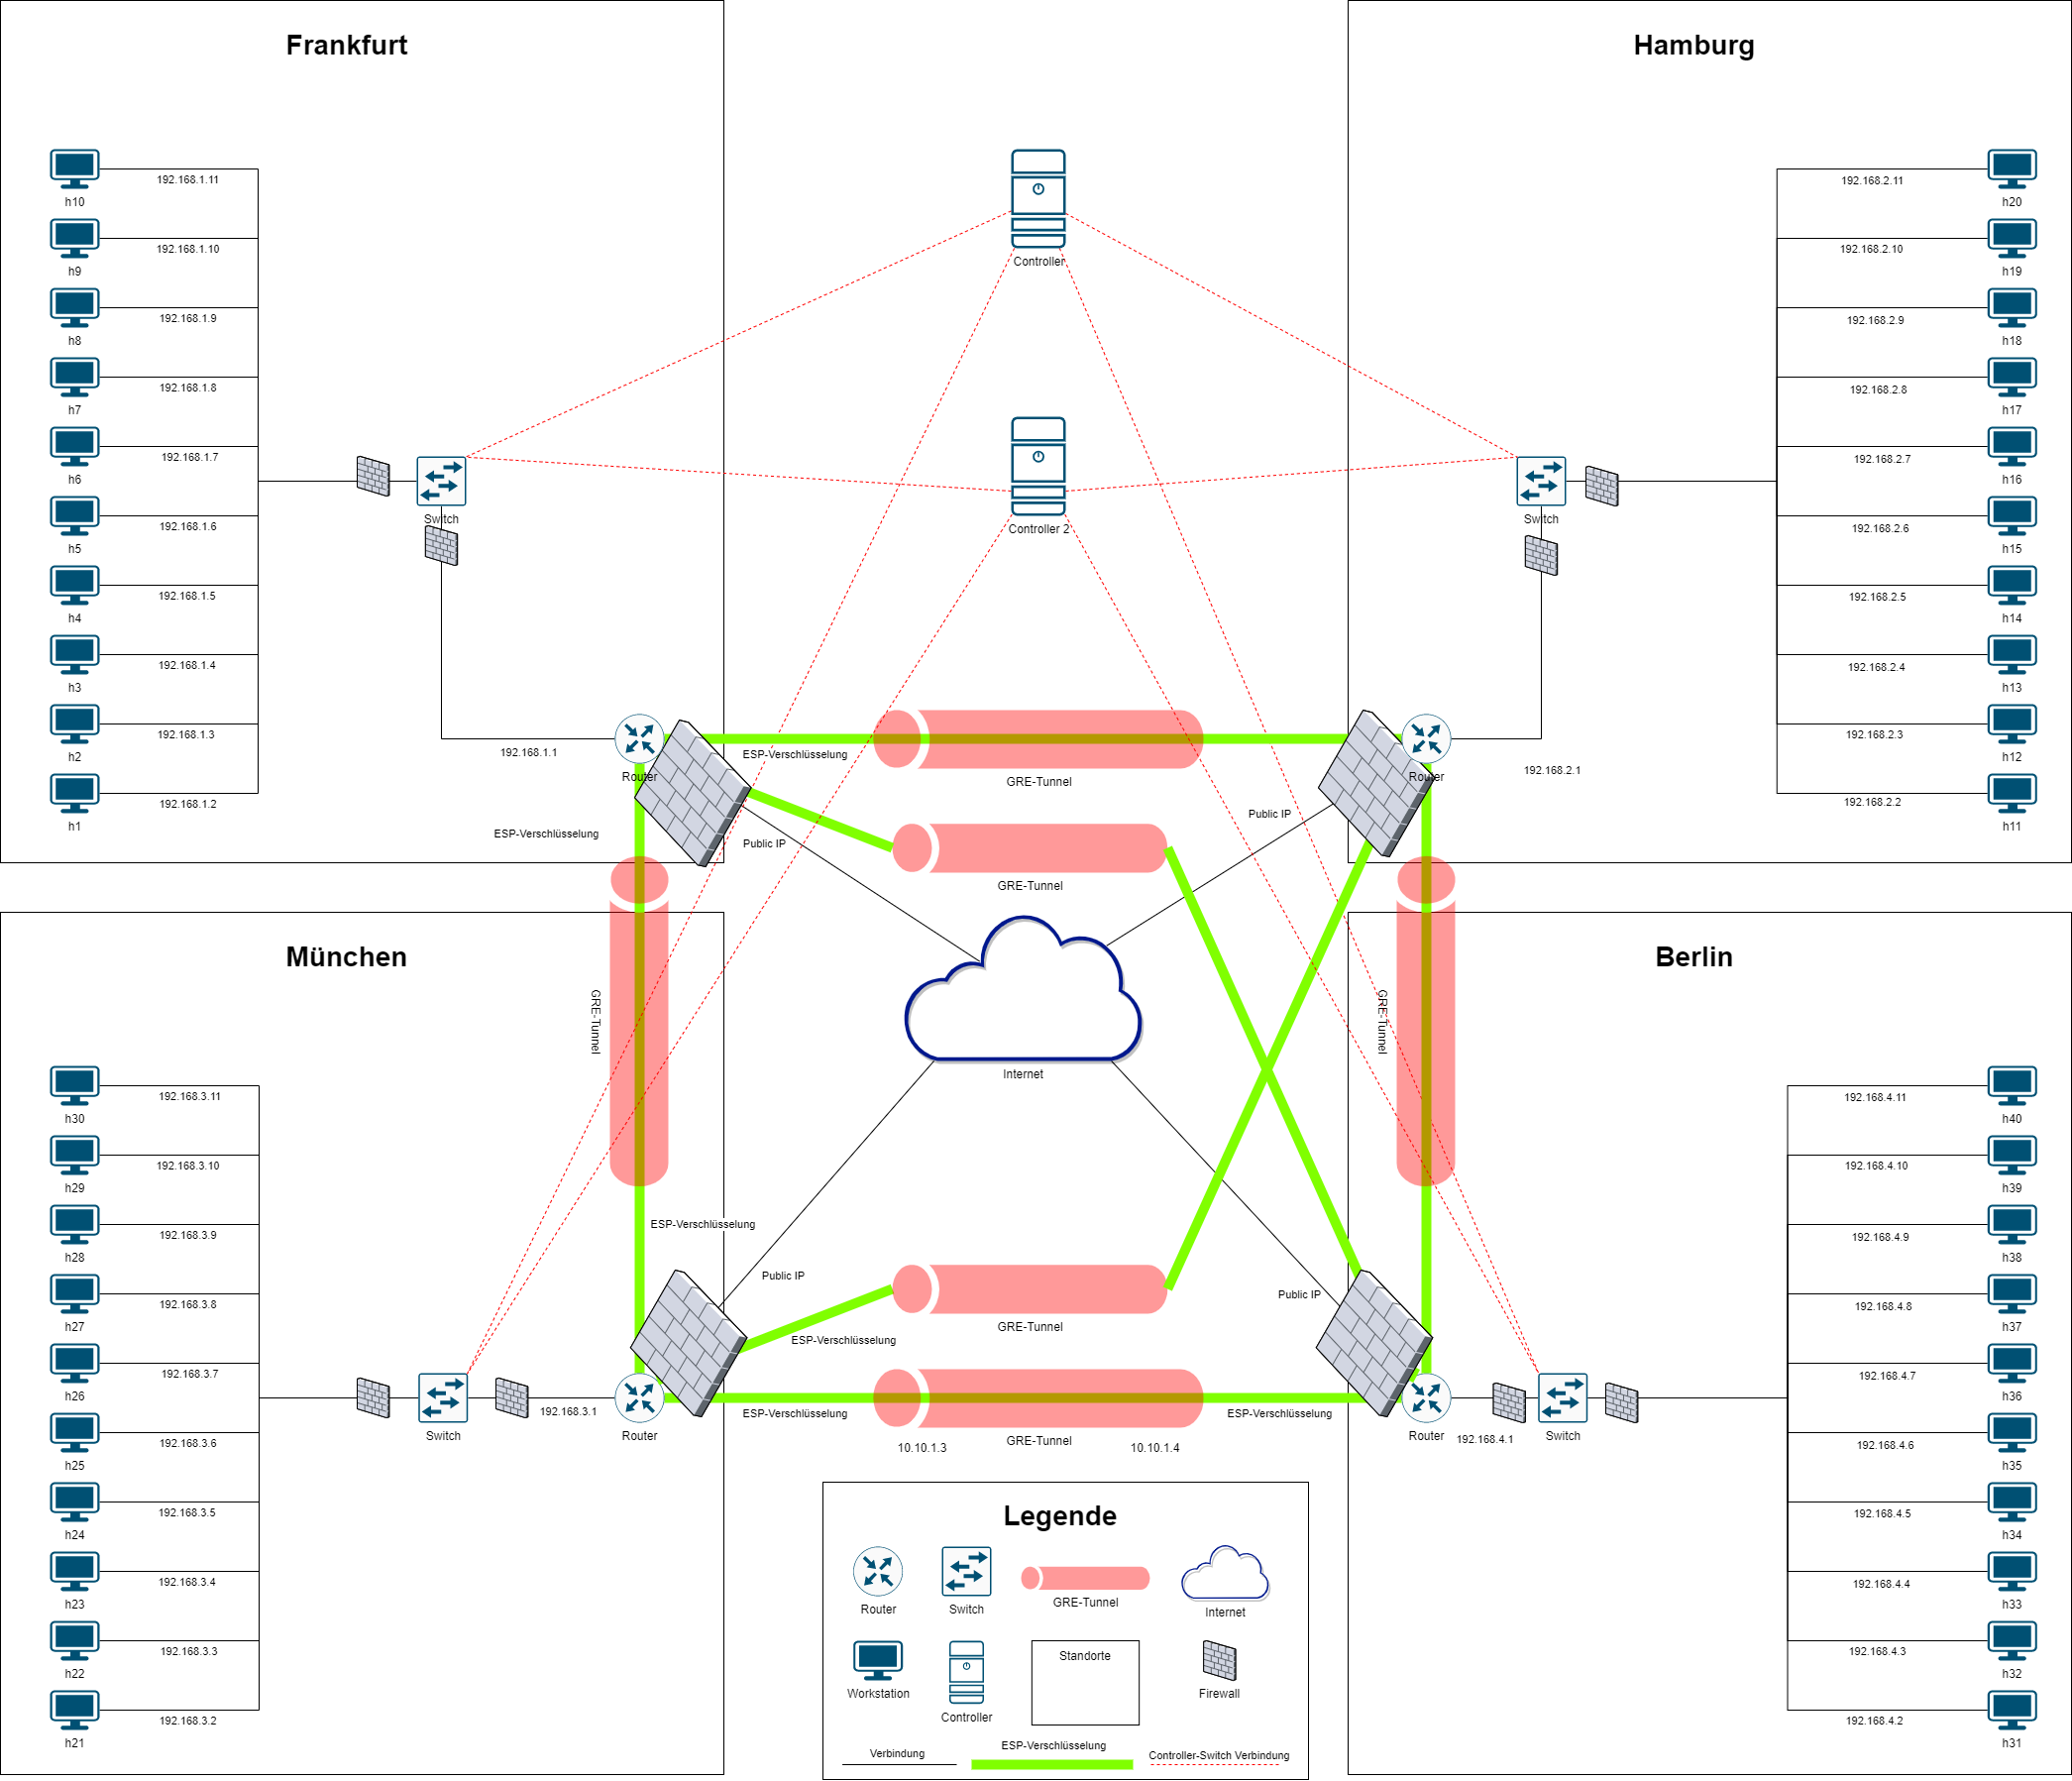 Frankfurt
192.168.1.11
h10
192.168.1.10
h9
192.168.1.9
h8
192.168.1.8
h7
192.168.1.7
h6
192.168.1.6
h5
192.168.1.5
h4
192.168.1.4
h3
192.168.1.3
h2
192.168.1.2
h1
Switch
192.168.1.1
Router
ESP-Verschlüsselung
Public IP
Controller
Controller 2
ESP-Verschlüsselung
GRE-Tunnel
GRE-Tunnel
Hamburg
192.168.2.11
h20
192.168.2.10
h19
192.168.2.9
h18
192.168.2.8
h17
192.168.2.7
h16
192.168.2.6
h15
192.168.2.5
h14
192.168.2.4
h13
192.168.2.3
h12
192.168.2.2
h11
Switch
192.168.2.1
Router
Public IP
Internet
GRE-Tunnel
GRE-Tunnel
München
192.168.3.11
h30
192.168.3.10
h29
192.168.3.9
h28
192.168.3.8
h27
192.168.3.7
h26
192.168.3.6
h25
192.168.3.5
h24
192.168.3.4
h23
192.168.3.3
h22
192.168.3.2
h21
Switch
192.168.3.1
Router
ESP-Verschlüsselung
Public IP
ESP-Verschlüsselung
GRE-Tunnel
ESP-Verschlüsselung
GRE-Tunnel
ESP-Verschlüsselung
10.10.1.3
10.10.1.4
Berlin
192.168.4.11
h40
192.168.4.10
h39
192.168.4.9
h38
192.168.4.8
h37
192.168.4.7
h36
192.168.4.6
h35
192.168.4.5
h34
192.168.4.4
h33
192.168.4.3
h32
192.168.4.2
h31
Public IP
Router
192.168.4.1
Switch
Legende
Router
Switch
GRE-Tunnel
Internet
Workstation
Controller
Standorte
Firewall
Verbindung
ESP-Verschlüsselung
Controller-Switch Verbindung